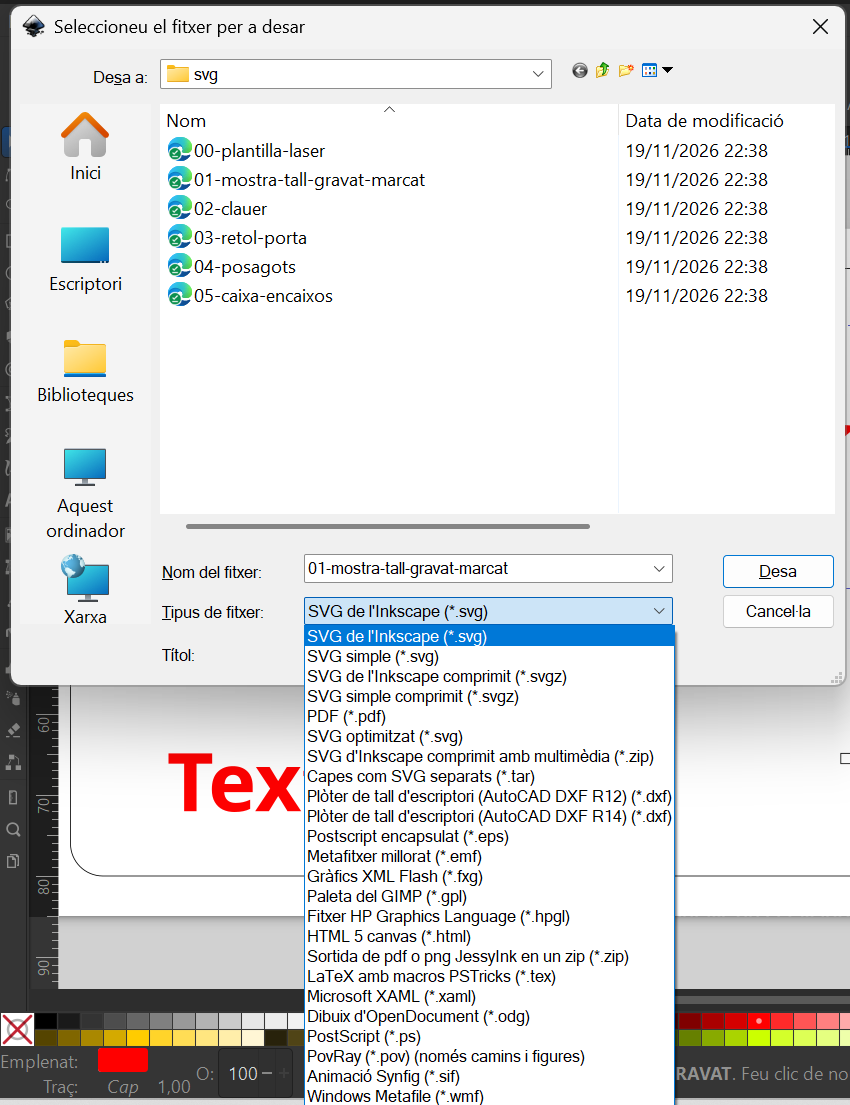 Seleccioneu el fitxer per a desar
Desa a:
svg
Nom
Data de modificació
00-plantilla-laser
19/11/2026 22:38
01-mostra-tall-gravat-marcat
19/11/2026 22:38
02-clauer
19/11/2026 22:38
03-retol-porta
19/11/2026 22:38
04-posagots
19/11/2026 22:38
05-caixa-encaixos
19/11/2026 22:38
Inici
Escriptori
Biblioteques
Aquest
ordinador
Xarxa
Nom del fitxer:
01-mostra-tall-gravat-marcat
Desa
Tipus de fitxer:
SVG de l'Inkscape (*.svg)
Cancel·la
Títol:
SVG de l'Inkscape (*.svg)
SVG simple (*.svg)
SVG de l'Inkscape comprimit (*.svgz)
SVG simple comprimit (*.svgz)
PDF (*.pdf)
SVG optimitzat (*.svg)
SVG d'Inkscape comprimit amb multimèdia (*.zip)
Capes com SVG separats (*.tar)
Plòter de tall d'escriptori (AutoCAD DXF R12) (*.dxf)
Plòter de tall d'escriptori (AutoCAD DXF R14) (*.dxf)
Postscript encapsulat (*.eps)
Metafitxer millorat (*.emf)
Gràfics XML Flash (*.fxg)
Paleta del GIMP (*.gpl)
Fitxer HP Graphics Language (*.hpgl)
HTML 5 canvas (*.html)
Sortida de pdf o png JessyInk en un zip (*.zip)
LaTeX amb macros PSTricks (*.tex)
Microsoft XAML (*.xaml)
Dibuix d'OpenDocument (*.odg)
PostScript (*.ps)
PovRay (*.pov) (només camins i figures)
Animació Synfig (*.sif)
Windows Metafile (*.wmf)
60
70
80
90
Tex
Emplenat:
Traç:
Cap
1,00
O:
100
RAVAT. Feu clic de no